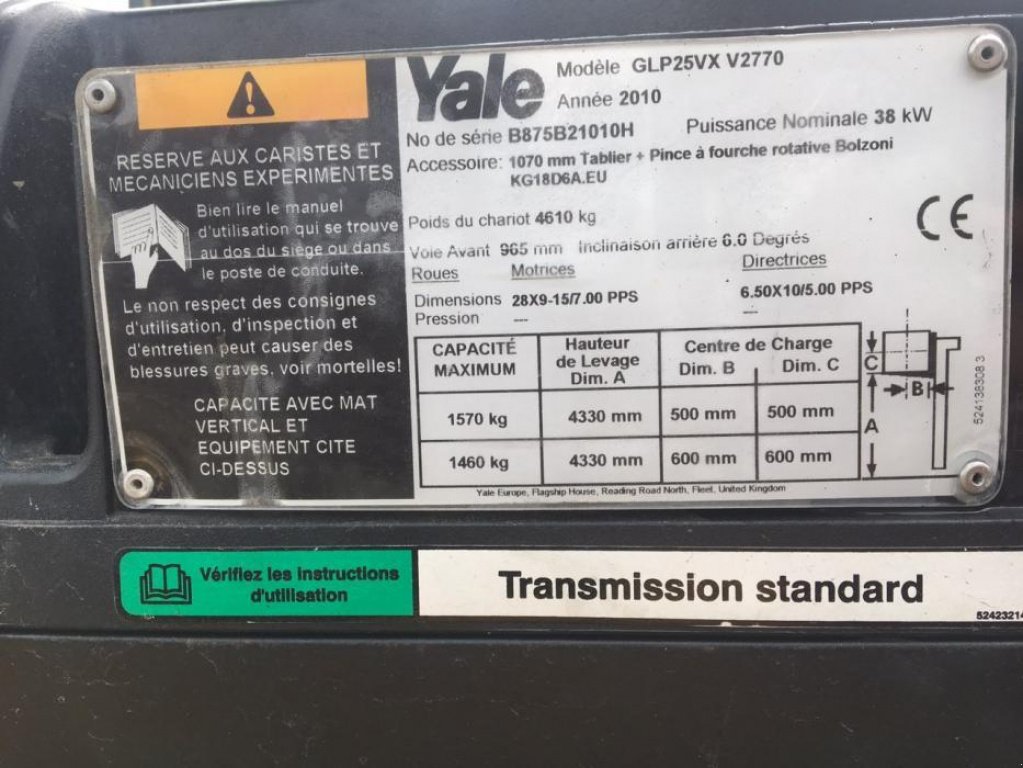 RESERVE AUX CARISTES ET
MECANICIENS EXPERIMENTES
Bien lire le manuel
d'utilisation qui se trouve
au dos du siege ou dans
le poste de conduite.
Le non respect des consignes
d'utilisation, d'inspection et
d'entretien peut causer des
blessures graves, voir mortelles!
CAPACITE AVEC MAT
VERTICAL ET
EQUIPEMENT CITE
CI-DESSUS
Yale
Modèle GLP25VX V2770
Année 2010
No de série B875B21010H Puissance Nominale 38 kW
Accessoire: 1070 mm Tablier + Pince à fourche rotative Bolzoni
KG18D6A.EU
Poids du chariot 4610 kg
Voie Avant 965 mm Inclinaison arrière 6.0 Degrés
Roues Motrices Directrices
Dimensions 28X9-15/7.00 PPS 6.50X10/5.00 PPS
Pression --- ---
CAPACITÉ MAXIMUM Hauteur de Levage Dim. A Centre de Charge Dim. B Dim. C
1570 kg 4330 mm 500 mm 500 mm
1460 kg 4330 mm 600 mm 600 mm
C
B
A
524138308 3
Yale Europe, Flagship House, Reading Road North, Fleet, United Kingdom
CE
Vérifiez les instructions
d'utilisation
Transmission standard
52423214